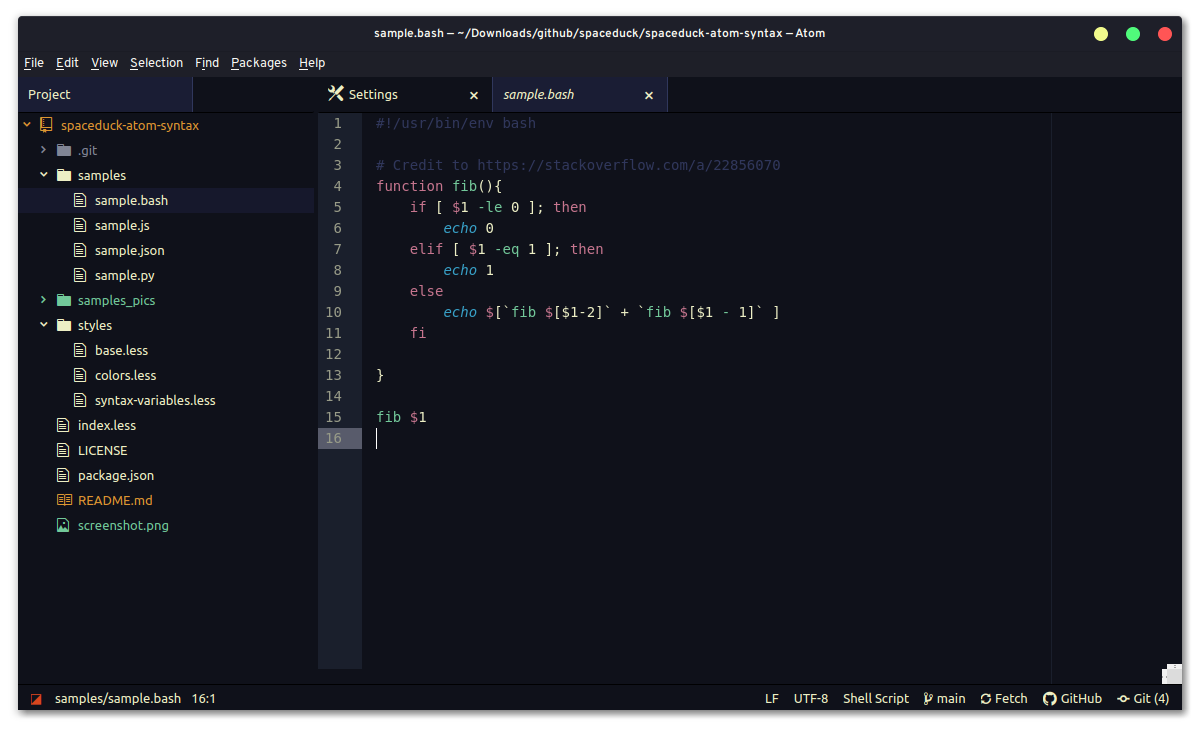 sample.bash — ~/Downloads/github/spaceduck/spaceduck-atom-syntax — Atom
File Edit View Selection Find Packages Help
Project
Settings
sample.bash
spaceduck-atom-syntax
.git
samples
sample.bash
sample.js
sample.json
sample.py
samples_pics
styles
base.less
colors.less
syntax-variables.less
index.less
LICENSE
package.json
README.md
screenshot.png
1 #!/usr/bin/env bash
2
3 # Credit to https://stackoverflow.com/a/22856070
4 function fib(){
5     if [ $1 -le 0 ]; then
6         echo 0
7     elif [ $1 -eq 1 ]; then
8         echo 1
9     else
10         echo $[`fib $[$1-2]` + `fib $[$1 - 1]` ]
11     fi
12
13 }
14
15 fib $1
16
samples/sample.bash 16:1 LF UTF-8 Shell Script main Fetch GitHub Git (4)